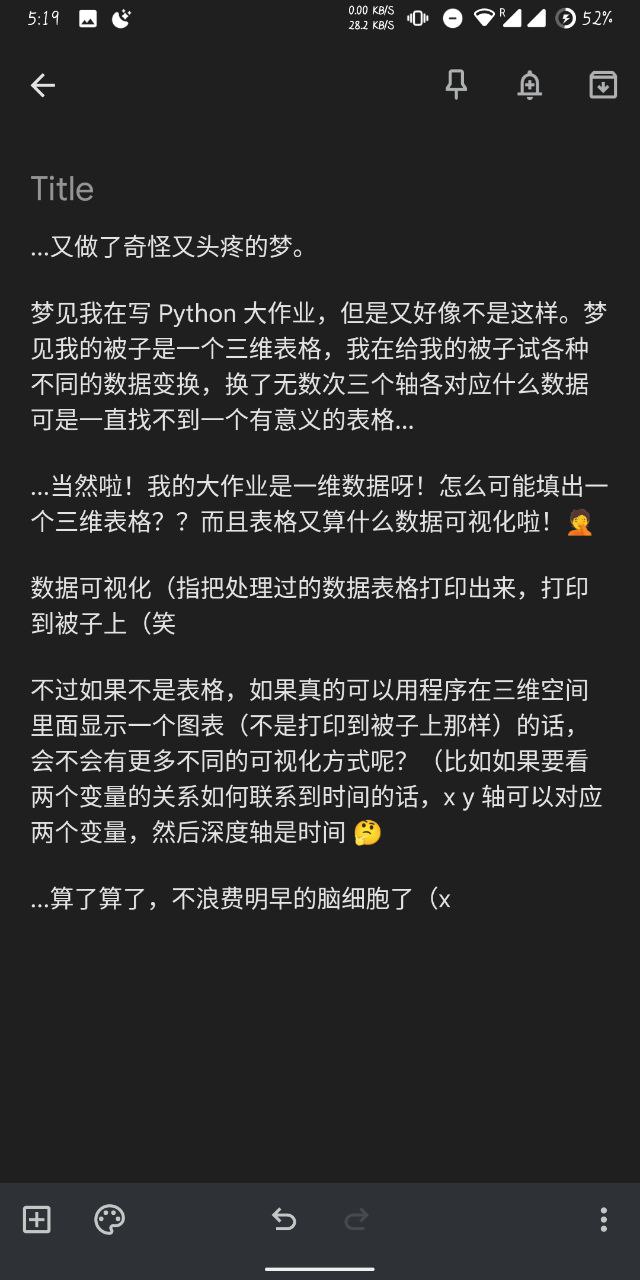 5:19
0.00 KB/S
28.2 KB/S
R
52%
Title
...又做了奇怪又头疼的梦。
梦见我在写 Python 大作业，但是又好像不是这样。梦
见我的被子是一个三维表格，我在给我的被子试各种
不同的数据变换，换了无数次三个轴各对应什么数据
可是一直找不到一个有意义的表格...
...当然啦！我的大作业是一维数据呀！怎么可能填出一
个三维表格？？而且表格又算什么数据可视化啦！🤦
数据可视化（指把处理过的数据表格打印出来，打印
到被子上（笑
不过如果不是表格，如果真的可以用程序在三维空间
里面显示一个图表（不是打印到被子上那样）的话，
会不会有更多不同的可视化方式呢？（比如如果要看
两个变量的关系如何联系到时间的话，x y 轴可以对应
两个变量，然后深度轴是时间 🤔
...算了算了，不浪费明早的脑细胞了（x